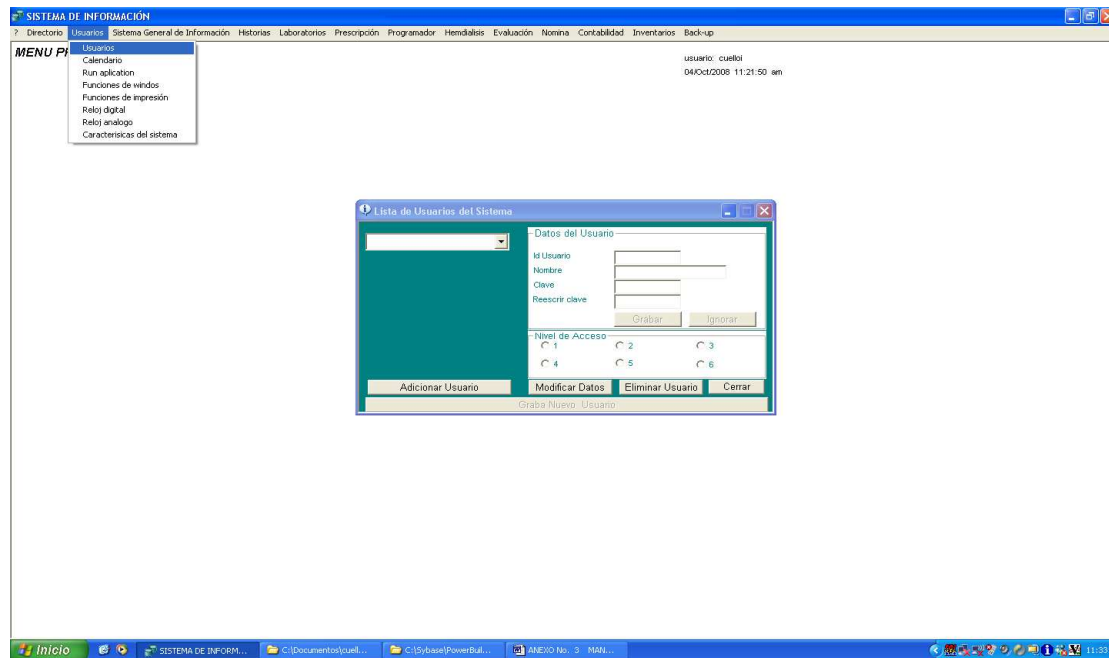 SISTEMA DE INFORMACIÓN
? Directorio Usuarios Sistema General de Información Historias Laboratorios Prescripción Programador Hemdialisis Evaluación Nomina Contabilidad Inventarios Back-up
MENU PR
usuario: cuelloi
04/Oct/2008 11:21:50 am
Usuarios
Calendario
Run aplication
Funciones de windos
Funciones de impresión
Reloj digital
Reloj analogo
Caracterisicas del sistema
Lista de Usuarios del Sistema
Datos del Usuario
Id Usuario
Nombre
Clave
Reescrir clave
Grabar Ignorar
Nivel de Acceso
1 2 3
4 5 6
Adicionar Usuario Modificar Datos Eliminar Usuario Cerrar
Graba Nuevo Usuario
Inicio SISTEMA DE INFORM... C:\Documentos\cuell... C:\Sybase\PowerBuil... ANEXO No. 3 MAN... 11:33